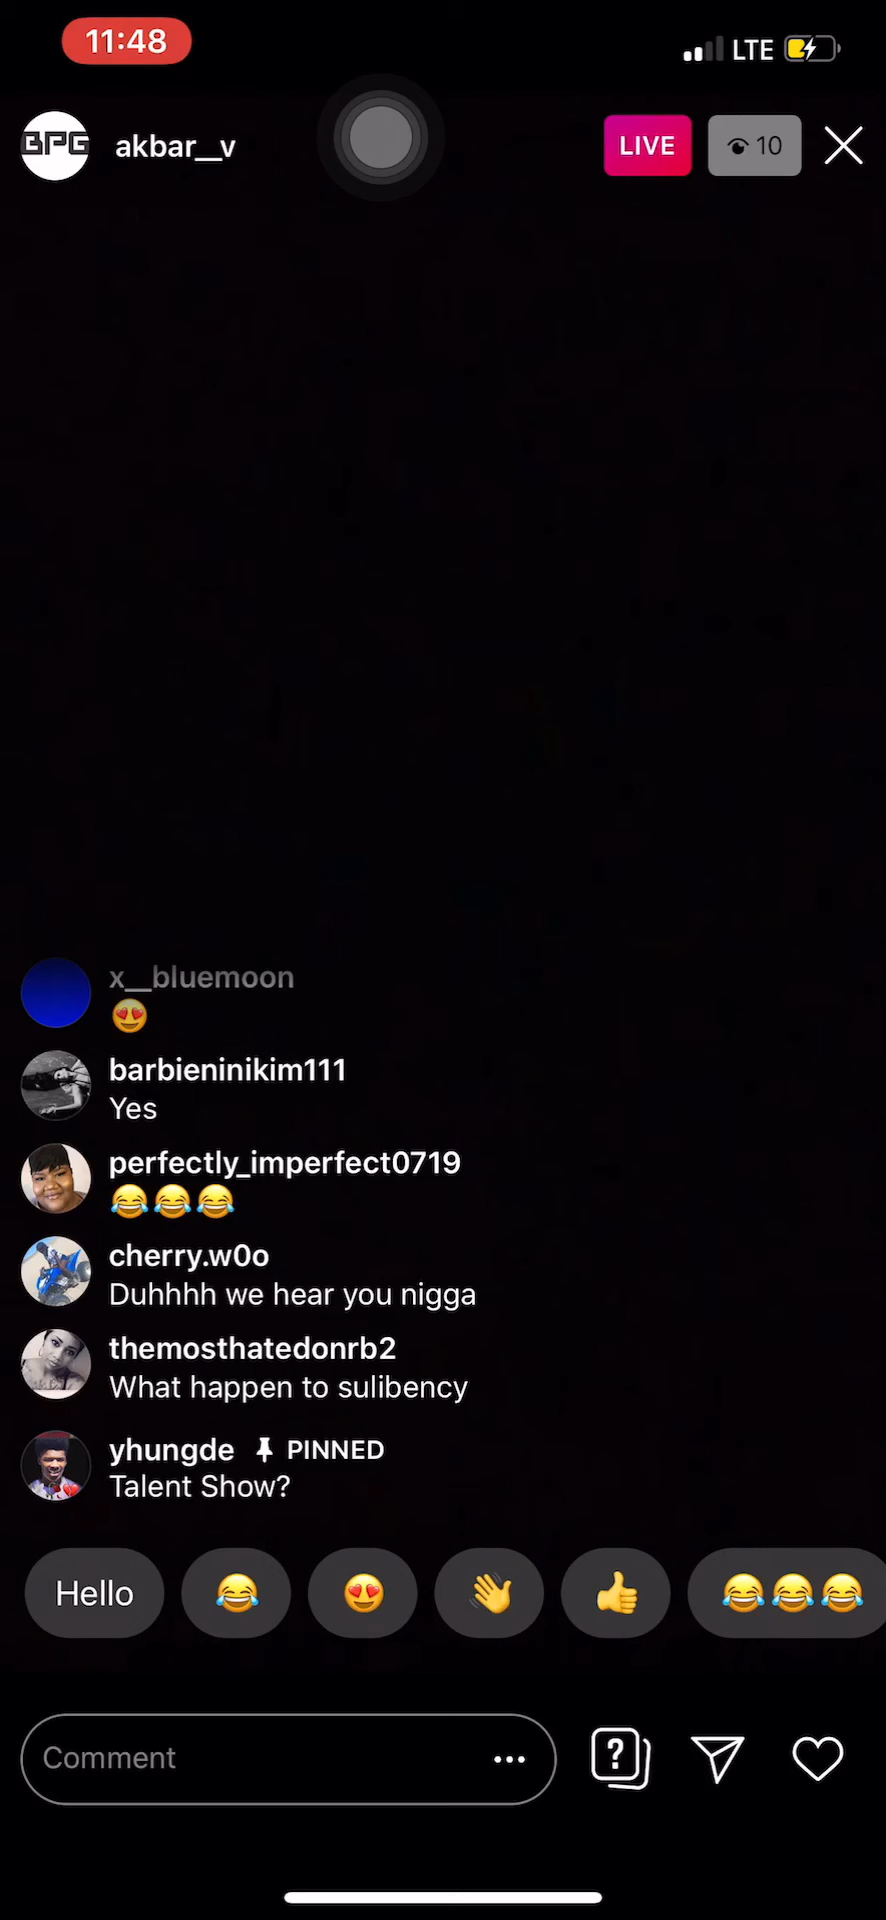 11:48
LTE
BPG
akbar__v
LIVE
10
x__bluemoon
😍
barbieninikim111
Yes
perfectly_imperfect0719
😂😂😂
cherry.w0o
Duhhhh we hear you nigga
themosthatedonrb2
What happen to sulibency
yhungde PINNED
Talent Show?
Hello 😂 😍 👋 👍 😂😂😂
Comment
?